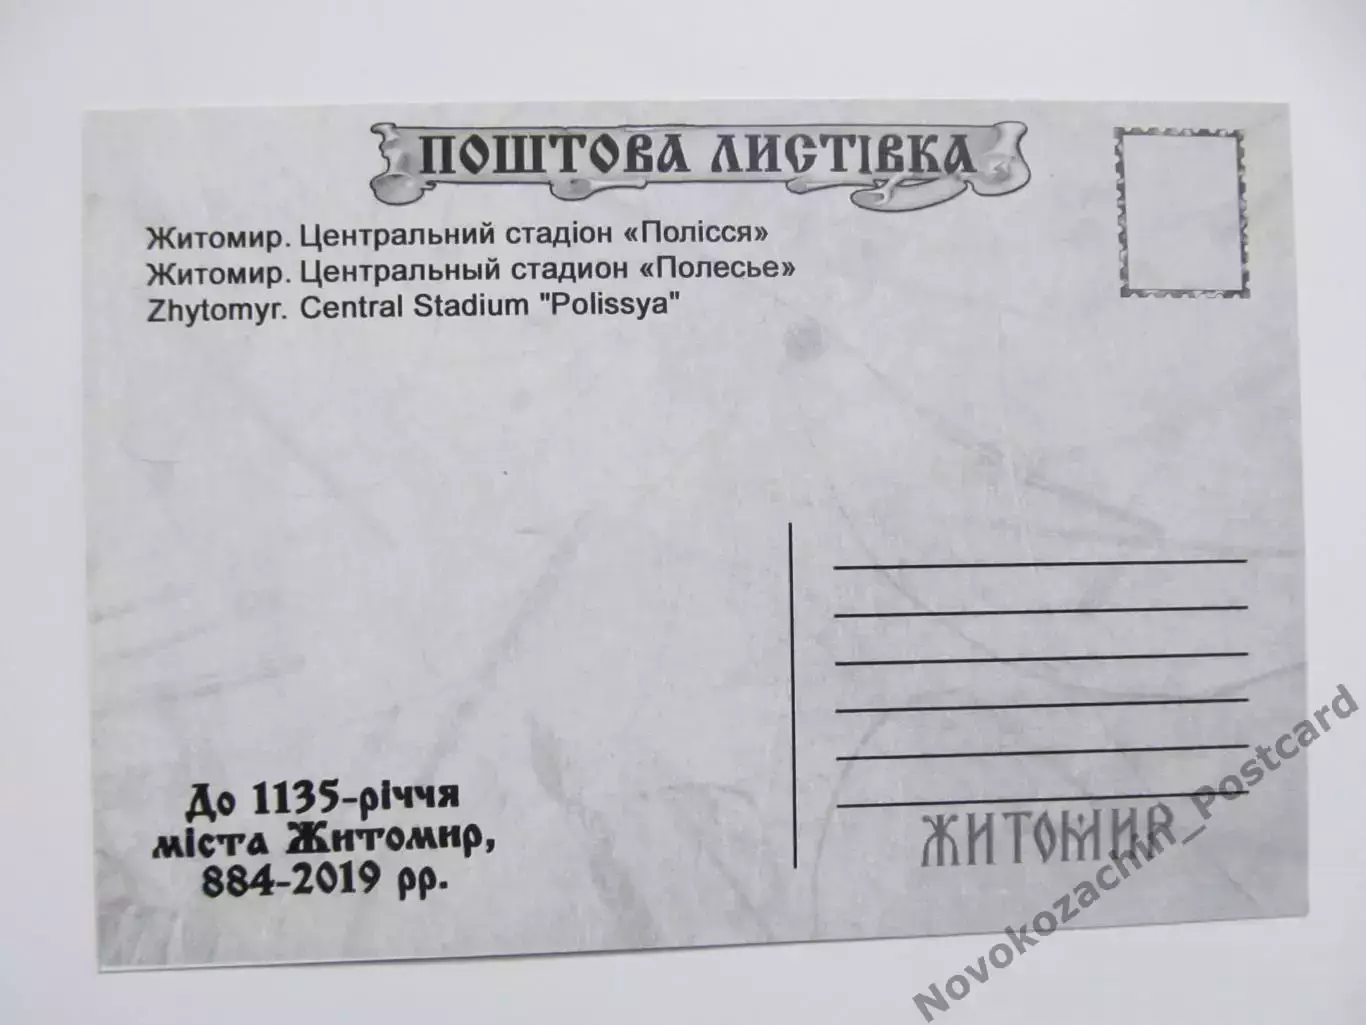 ПОШТОВА ЛИСТІВКА
Житомир. Центральний стадіон «Полісся»
Житомир. Центральный стадион «Полесье»
Zhytomyr. Central Stadium "Polissya"
До 1135-річчя
міста Житомир,
884-2019 рр.
ЖИТОМИР
Novokozachin_Postcard